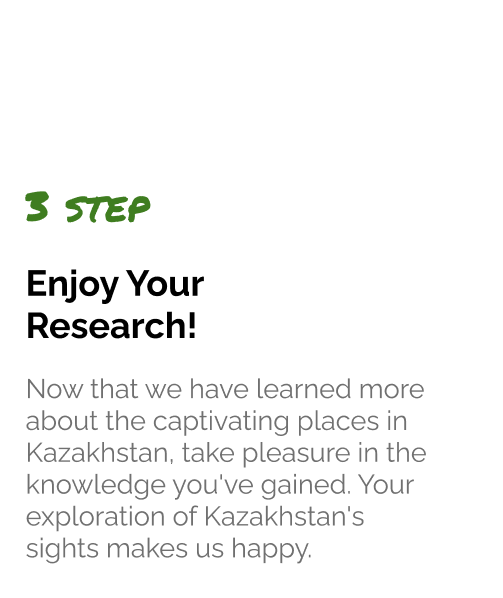 3 STEP
Enjoy Your
Research!
Now that we have learned more
about the captivating places in
Kazakhstan, take pleasure in the
knowledge you've gained. Your
exploration of Kazakhstan's
sights makes us happy.